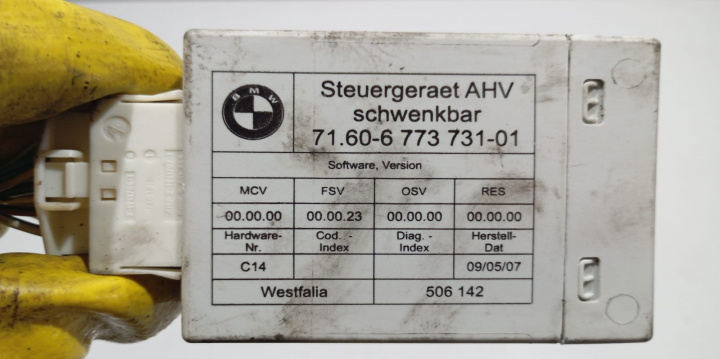 BMW
Steuergeraet AHV
schwenkbar
71.60-6 773 731-01
Software, Version
MCV FSV OSV RES
00.00.00 00.00.23 00.00.00 00.00.00
Hardware- Cod. - Diag. - Herstell-
Nr. Index Index Dat
C14 09/05/07
Westfalia 506 142